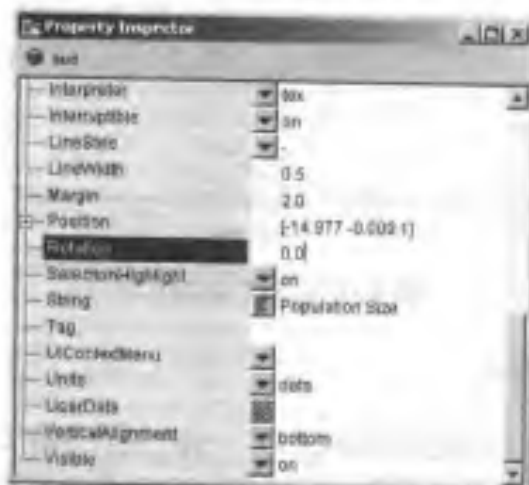 Property Inspector
text
Interpreter tex
Interruptible on
LineStyle -
LineWidth 0.5
Margin 2.0
Position [-14.977 -0.009 1]
Rotation 0.0
SelectionHighlight on
String Population Size
Tag
UIContextMenu
Units data
UserData
VerticalAlignment bottom
Visible on